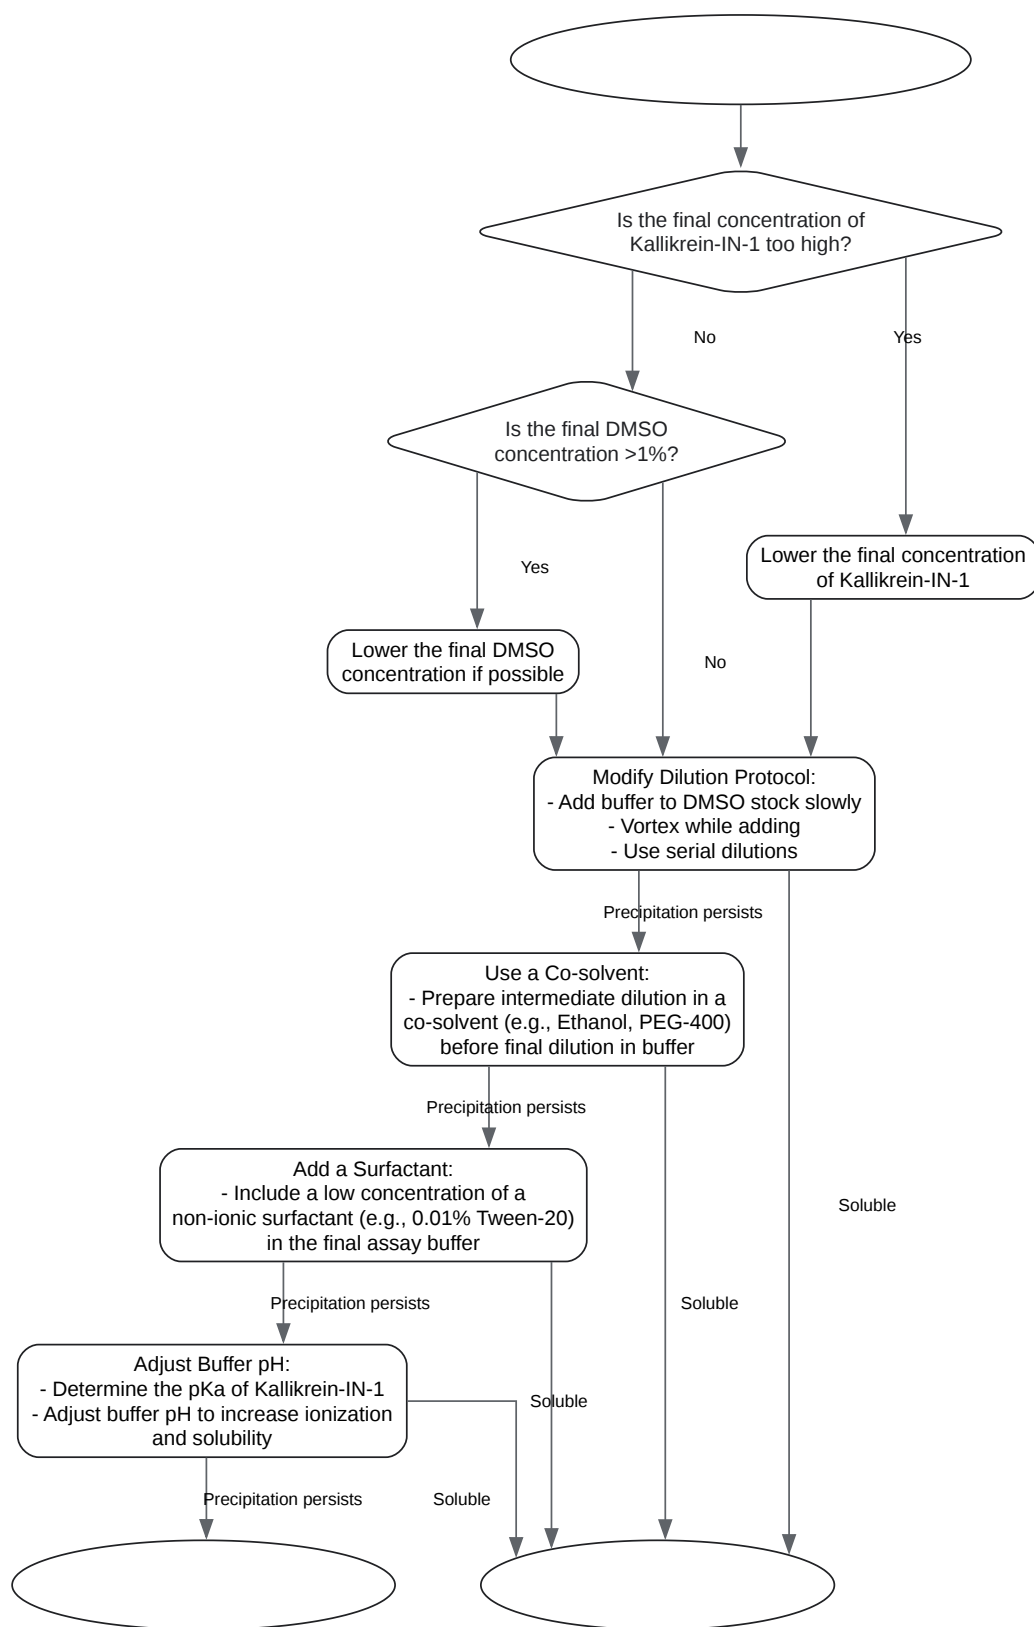 Is the final concentration of
Kallikrein-IN-1 too high?
No
Yes
Is the final DMSO
concentration >1%?
Yes
Lower the final concentration
of Kallikrein-IN-1
Lower the final DMSO
concentration if possible
No
Modify Dilution Protocol:
- Add buffer to DMSO stock slowly
- Vortex while adding
- Use serial dilutions
Precipitation persists
Use a Co-solvent:
- Prepare intermediate dilution in a
co-solvent (e.g., Ethanol, PEG-400)
before final dilution in buffer
Precipitation persists
Add a Surfactant:
- Include a low concentration of a
non-ionic surfactant (e.g., 0.01% Tween-20)
in the final assay buffer
Soluble
Precipitation persists
Soluble
Adjust Buffer pH:
- Determine the pKa of Kallikrein-IN-1
- Adjust buffer pH to increase ionization
and solubility
Soluble
Precipitation persists
Soluble